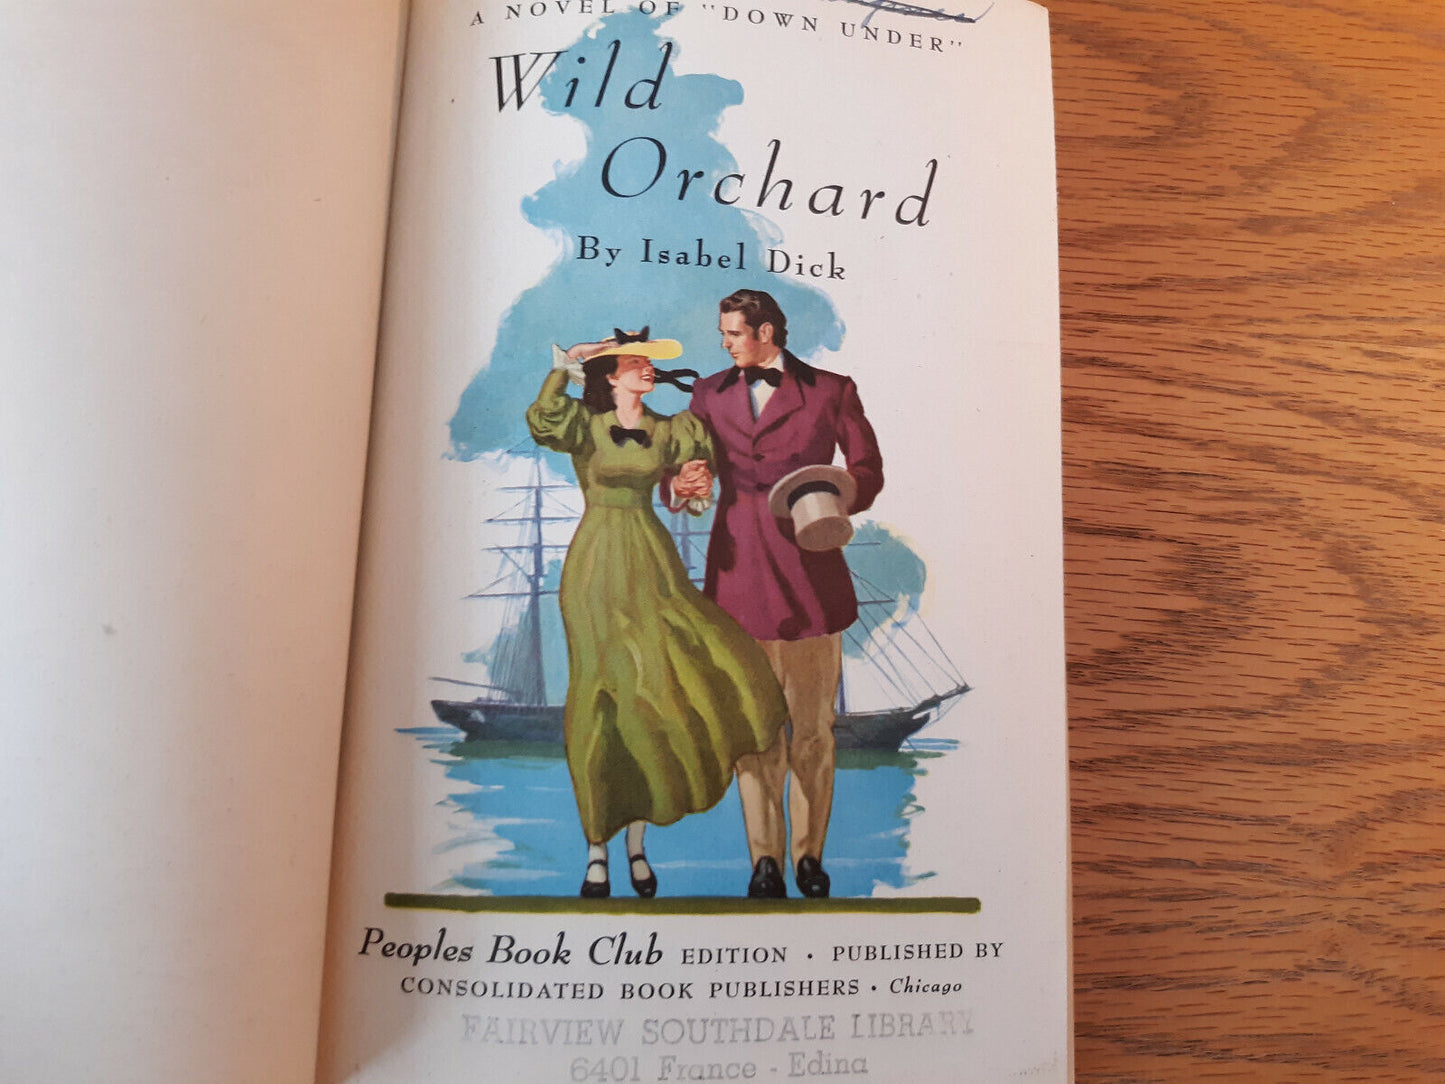 A NOVEL OF "DOWN UNDER"
Wild
Orchard
By Isabel Dick
Peoples Book Club EDITION · PUBLISHED BY
CONSOLIDATED BOOK PUBLISHERS · Chicago
FAIRVIEW SOUTHDALE LIBRARY
6401 France - Edina